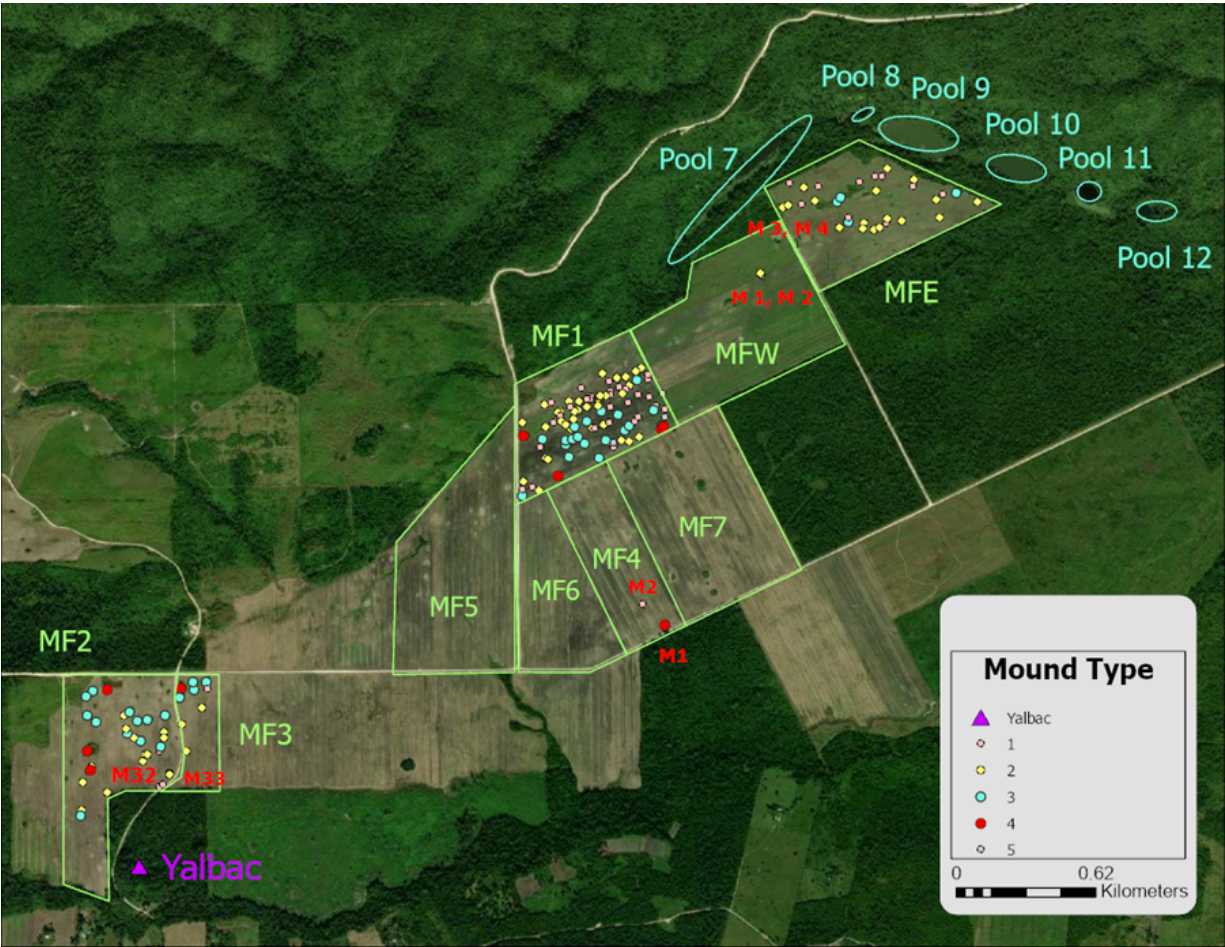 Pool 8
Pool 9
Pool 10
Pool 7
Pool 11
M 3, M 4
Pool 12
MFE
M 1, M 2
MF1
MFW
MF7
MF4
M2
MF6
MF5
MF2
M1
MF3
M32
M33
Yalbac
Mound Type
Yalbac
1
2
3
4
5
0 0.62
Kilometers